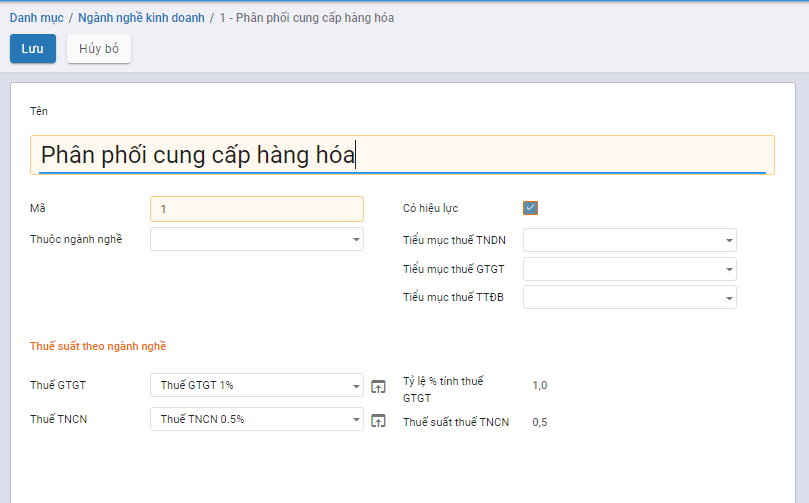 Danh mục / Ngành nghề kinh doanh / 1 - Phân phối cung cấp hàng hóa
Lưu Hủy bỏ
Tên
Phân phối cung cấp hàng hóa
Mã 1 Có hiệu lực
Thuộc ngành nghề Tiểu mục thuế TNDN
Tiểu mục thuế GTGT
Tiểu mục thuế TTĐB
Thuế suất theo ngành nghề
Thuế GTGT Thuế GTGT 1% Tỷ lệ % tính thuế 1,0
GTGT
Thuế TNCN Thuế TNCN 0.5% Thuế suất thuế TNCN 0,5